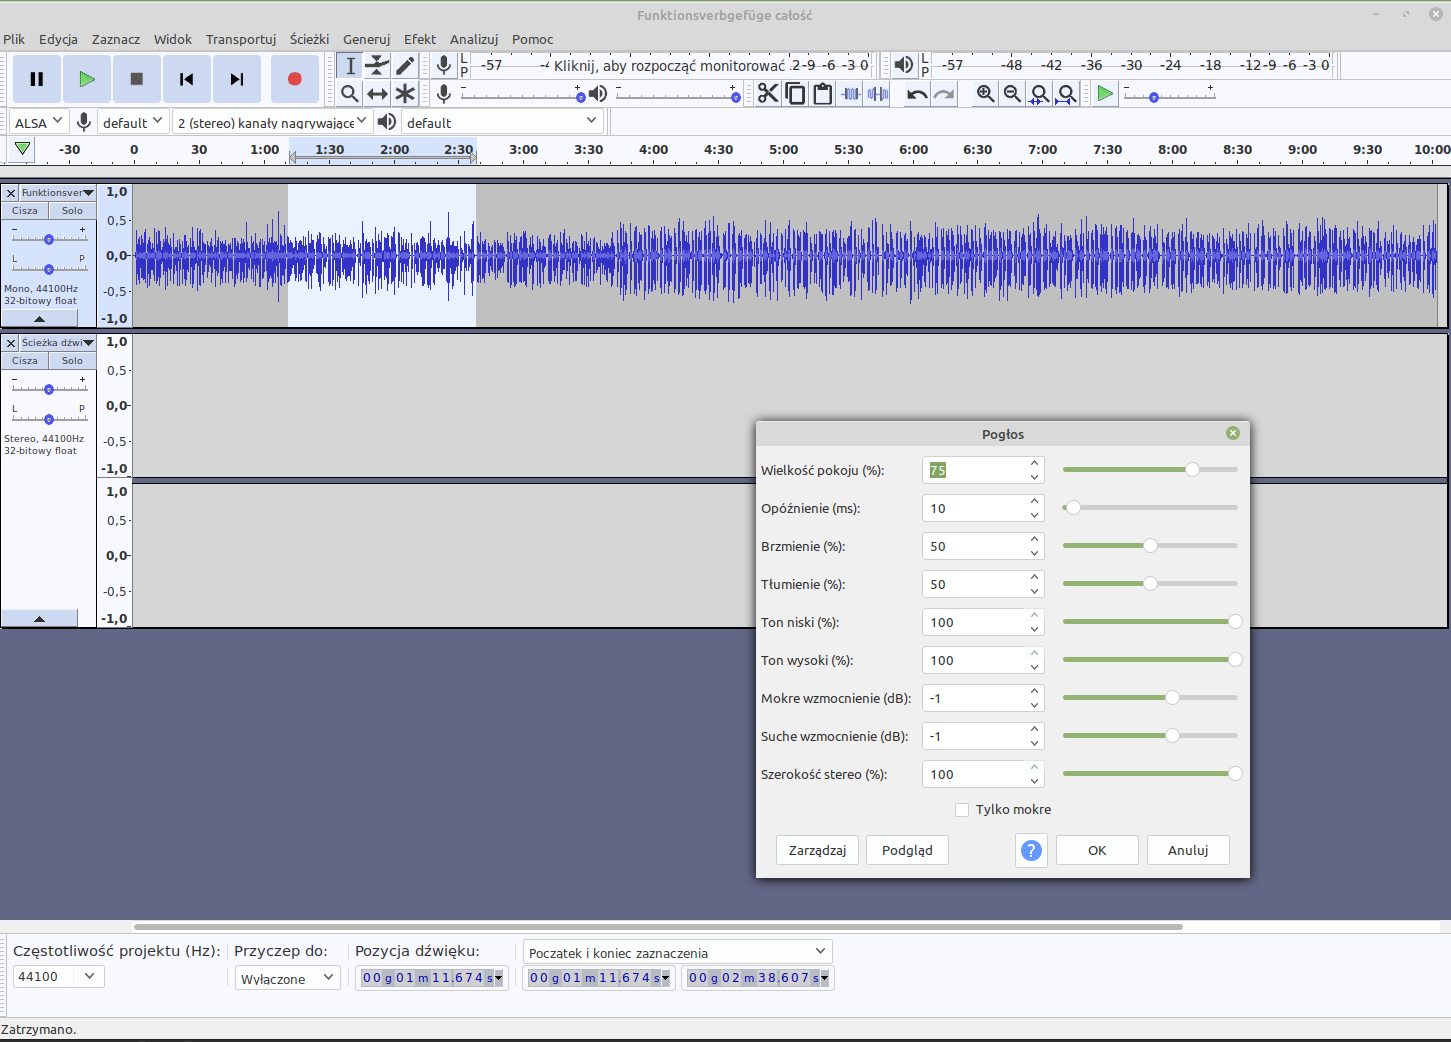 Funktionsverbgefüge całość
Plik Edycja Zaznacz Widok Transportuj Ścieżki Generuj Efekt Analizuj Pomoc
L P -57 -4 Kliknij, aby rozpocząć monitorować .2 -9 -6 -3 0
L P -57 -48 -42 -36 -30 -24 -18 -12 -9 -6 -3 0
- + - + - +
ALSA default 2 (stereo) kanały nagrywające default
-30 0 30 1:00 1:30 2:00 2:30 3:00 3:30 4:00 4:30 5:00 5:30 6:00 6:30 7:00 7:30 8:00 8:30 9:00 9:30 10:00
Funktionsver 1,0
Cisza Solo 0,5
- +
0,0
L P
Mono, 44100Hz -0,5
32-bitowy float
-1,0
Ścieżka dźwi 1,0
Cisza Solo 0,5
- +
0,0
L P
Stereo, 44100Hz -0,5
32-bitowy float
-1,0
1,0
0,5
0,0
-0,5
-1,0
Pogłos
Wielkość pokoju (%): 75
Opóźnienie (ms): 10
Brzmienie (%): 50
Tłumienie (%): 50
Ton niski (%): 100
Ton wysoki (%): 100
Mokre wzmocnienie (dB): -1
Suche wzmocnienie (dB): -1
Szerokość stereo (%): 100
Tylko mokre
Zarządzaj Podgląd ? OK Anuluj
Częstotliwość projektu (Hz): Przyczep do: Pozycja dźwięku: Początek i koniec zaznaczenia
44100 Wyłączone 00 g 01 m 11.674 s 00 g 01 m 11.674 s 00 g 02 m 38.607 s
Zatrzymano.